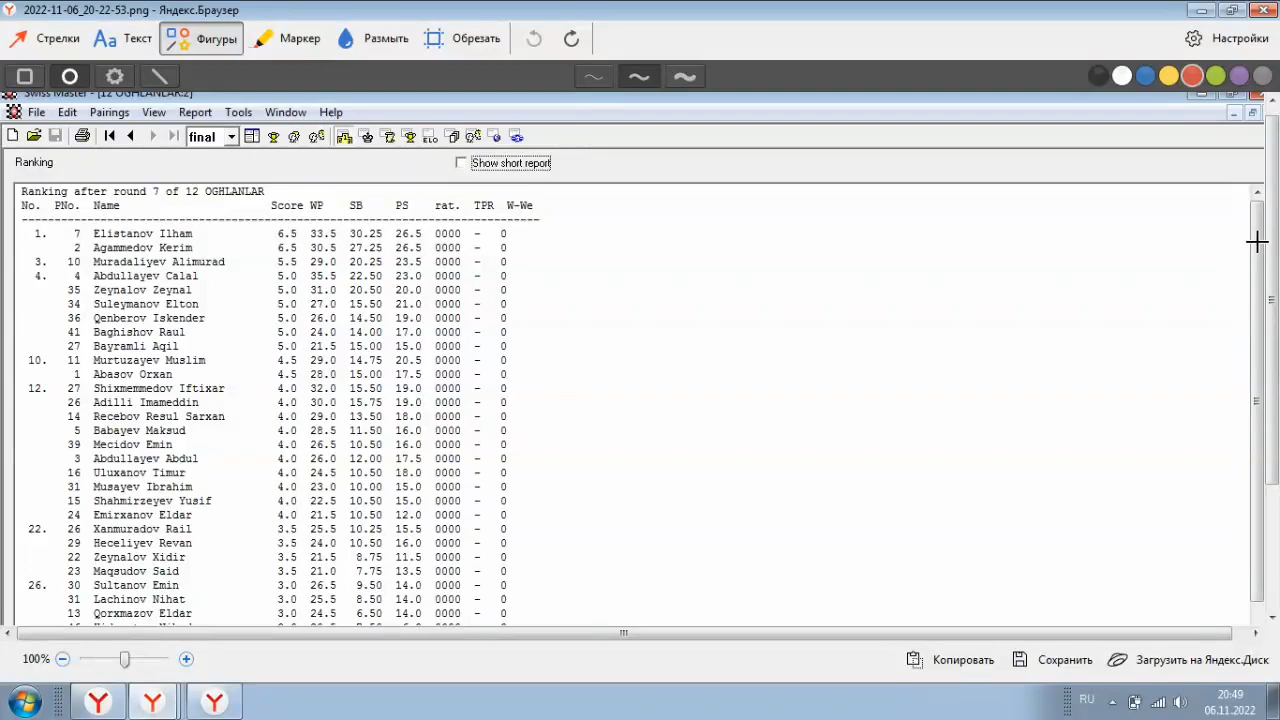 2022-11-06_20-22-53.png - Яндекс.Браузер
Стрелки Текст Фигуры Маркер Размыть Обрезать Настройки
Swiss Master - [12 OGHLANLAR:2]
File Edit Pairings View Report Tools Window Help
final ELO
Ranking Show short report
Ranking after round 7 of 12 OGHLANLAR
No. PNo. Name Score WP SB PS rat. TPR W-We
1. 7 Elistanov Ilham 6.5 33.5 30.25 26.5 0000 - 0
2 Agammedov Kerim 6.5 30.5 27.25 26.5 0000 - 0
3. 10 Muradaliyev Alimurad 5.5 29.0 20.25 23.5 0000 - 0
4. 4 Abdullayev Calal 5.0 35.5 22.50 23.0 0000 - 0
35 Zeynalov Zeynal 5.0 31.0 20.50 20.0 0000 - 0
34 Suleymanov Elton 5.0 27.0 15.50 21.0 0000 - 0
36 Qenberov Iskender 5.0 26.0 14.50 19.0 0000 - 0
41 Baghishov Raul 5.0 24.0 14.00 17.0 0000 - 0
27 Bayramli Aqil 5.0 21.5 15.00 15.0 0000 - 0
10. 11 Murtuzayev Muslim 4.5 29.0 14.75 20.5 0000 - 0
1 Abasov Orxan 4.5 28.0 15.00 17.5 0000 - 0
12. 27 Shixmemmedov Iftixar 4.0 32.0 15.50 19.0 0000 - 0
26 Adilli Imameddin 4.0 30.0 15.75 19.0 0000 - 0
14 Recebov Resul Sarxan 4.0 29.0 13.50 18.0 0000 - 0
5 Babayev Maksud 4.0 28.5 11.50 16.0 0000 - 0
39 Mecidov Emin 4.0 26.5 10.50 16.0 0000 - 0
3 Abdullayev Abdul 4.0 26.0 12.00 17.5 0000 - 0
16 Uluxanov Timur 4.0 24.5 10.50 18.0 0000 - 0
31 Musayev Ibrahim 4.0 23.0 10.00 15.0 0000 - 0
15 Shahmirzeyev Yusif 4.0 22.5 10.50 15.0 0000 - 0
24 Emirxanov Eldar 4.0 21.5 10.50 12.0 0000 - 0
22. 26 Xanmuradov Rail 3.5 25.5 10.25 15.5 0000 - 0
29 Heceliyev Revan 3.5 24.0 10.50 16.0 0000 - 0
22 Zeynalov Xidir 3.5 21.5 8.75 11.5 0000 - 0
23 Maqsudov Said 3.5 21.0 7.75 13.5 0000 - 0
26. 30 Sultanov Emin 3.0 26.5 9.50 14.0 0000 - 0
31 Lachinov Nihat 3.0 25.5 8.50 14.0 0000 - 0
13 Qorxmazov Eldar 3.0 24.5 6.50 14.0 0000 - 0
100% Копировать Сохранить Загрузить на Яндекс.Диск
RU 20:49
06.11.2022